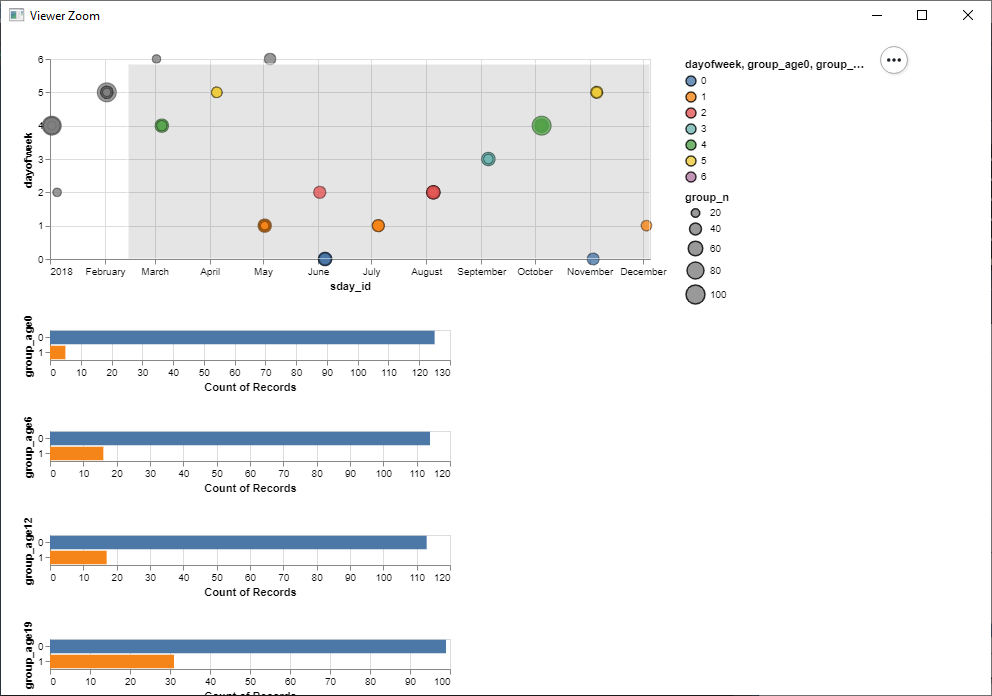 Viewer Zoom
dayofweek
6
5
4
3
2
1
0
2018 February March April May June July August September October November December
sday_id
dayofweek, group_age0, group_…
0
1
2
3
4
5
6
group_n
20
40
60
80
100
group_age0
0
1
0 10 20 30 40 50 60 70 80 90 100 110 120 130
Count of Records
group_age6
0
1
0 10 20 30 40 50 60 70 80 90 100 110 120
Count of Records
group_age12
0
1
0 10 20 30 40 50 60 70 80 90 100 110 120
Count of Records
group_age19
0
1
0 10 20 30 40 50 60 70 80 90 100
Count of Records